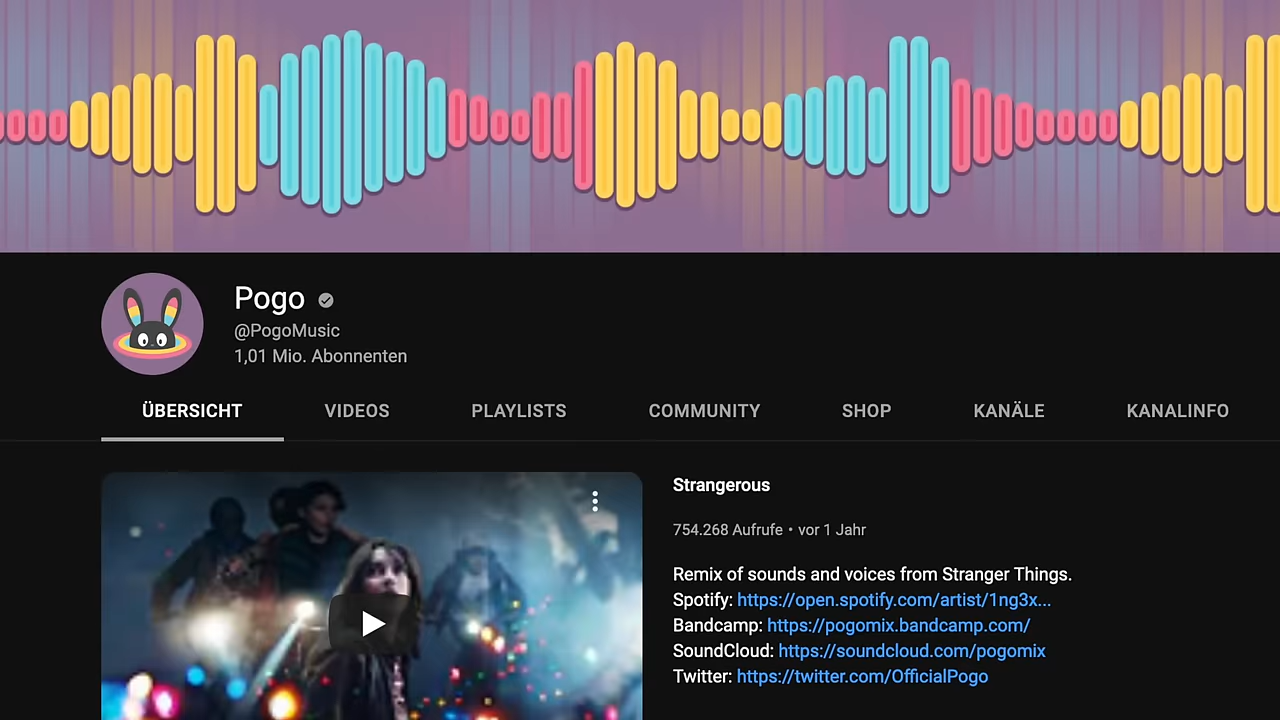 Pogo
@PogoMusic
1,01 Mio. Abonnenten
ÜBERSICHT VIDEOS PLAYLISTS COMMUNITY SHOP KANÄLE KANALINFO
Strangerous
754.268 Aufrufe • vor 1 Jahr
Remix of sounds and voices from Stranger Things.
Spotify: https://open.spotify.com/artist/1ng3x...
Bandcamp: https://pogomix.bandcamp.com/
SoundCloud: https://soundcloud.com/pogomix
Twitter: https://twitter.com/OfficialPogo